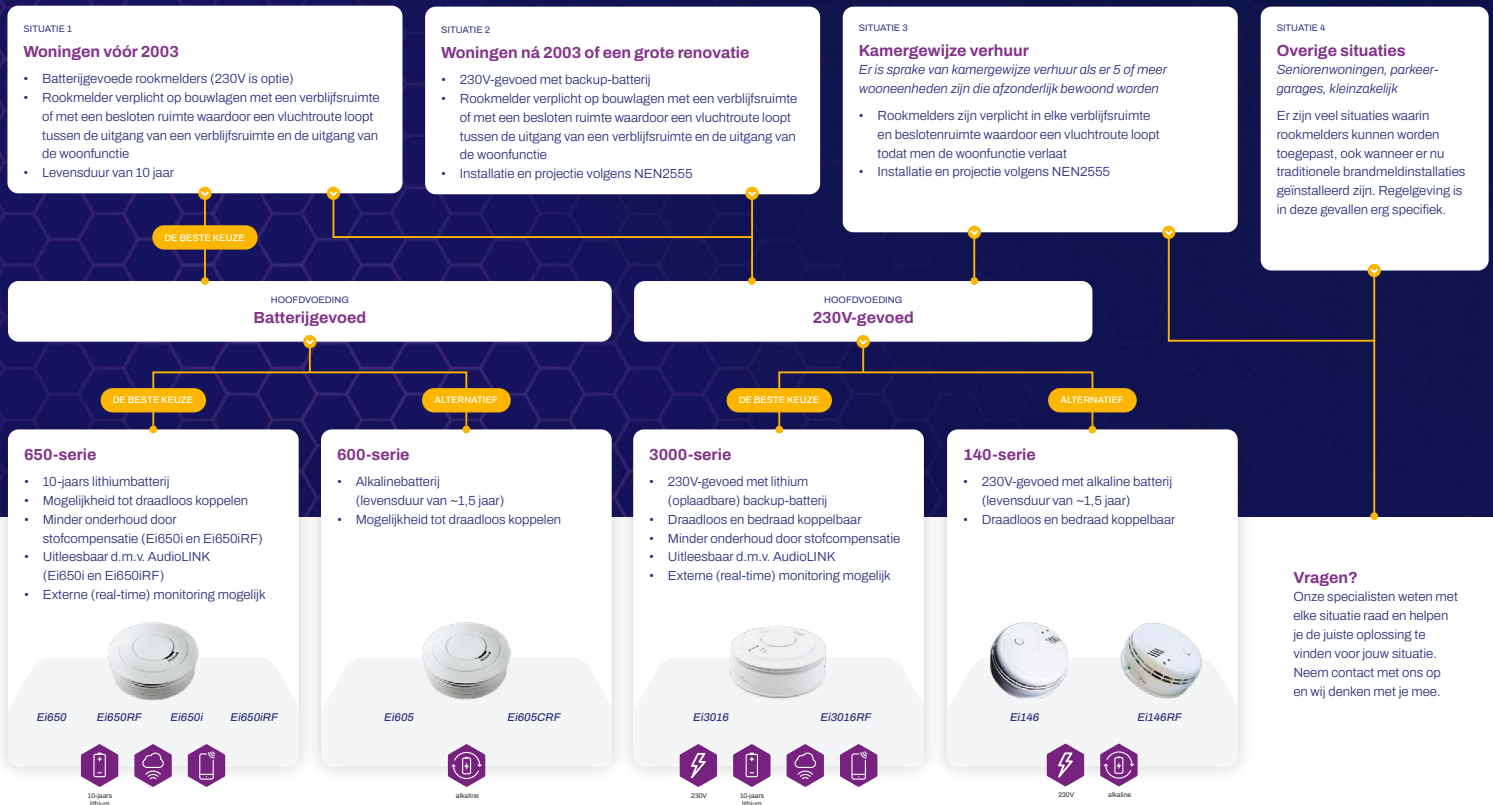 SITUATIE 1
Woningen vóór 2003
• Batterijgevoede rookmelders (230V is optie)
• Rookmelder verplicht op bouwlagen met een verblijfsruimte
of met een besloten ruimte waardoor een vluchtroute loopt
tussen de uitgang van een verblijfsruimte en de uitgang van
de woonfunctie
• Levensduur van 10 jaar
SITUATIE 2
Woningen ná 2003 of een grote renovatie
• 230V-gevoed met backup-batterij
• Rookmelder verplicht op bouwlagen met een verblijfsruimte
of met een besloten ruimte waardoor een vluchtroute loopt
tussen de uitgang van een verblijfsruimte en de uitgang van
de woonfunctie
• Installatie en projectie volgens NEN2555
SITUATIE 3
Kamergewijze verhuur
Er is sprake van kamergewijze verhuur als er 5 of meer
wooneenheden zijn die afzonderlijk bewoond worden
• Rookmelders zijn verplicht in elke verblijfsruimte
en beslotenruimte waardoor een vluchtroute loopt
todat men de woonfunctie verlaat
• Installatie en projectie volgens NEN2555
SITUATIE 4
Overige situaties
Seniorenwoningen, parkeer-
garages, kleinzakelijk
Er zijn veel situaties waarin
rookmelders kunnen worden
toegepast, ook wanneer er nu
traditionele brandmeldinstallaties
geïnstalleerd zijn. Regelgeving is
in deze gevallen erg specifiek.
DE BESTE KEUZE
HOOFDVOEDING
Batterijgevoed
HOOFDVOEDING
230V-gevoed
DE BESTE KEUZE
ALTERNATIEF
DE BESTE KEUZE
ALTERNATIEF
650-serie
• 10-jaars lithiumbatterij
• Mogelijkheid tot draadloos koppelen
• Minder onderhoud door
stofcompensatie (Ei650i en Ei650iRF)
• Uitleesbaar d.m.v. AudioLINK
(Ei650i en Ei650iRF)
• Externe (real-time) monitoring mogelijk
Ei650 Ei650RF Ei650i Ei650iRF
10-jaars
lithium
600-serie
• Alkalinebatterij
(levensduur van ~1,5 jaar)
• Mogelijkheid tot draadloos koppelen
Ei605 Ei605CRF
alkaline
3000-serie
• 230V-gevoed met lithium
(oplaadbare) backup-batterij
• Draadloos en bedraad koppelbaar
• Minder onderhoud door stofcompensatie
• Uitleesbaar d.m.v. AudioLINK
• Externe (real-time) monitoring mogelijk
Ei3016 Ei3016RF
230V
10-jaars
lithium
140-serie
• 230V-gevoed met alkaline batterij
(levensduur van ~1,5 jaar)
• Draadloos en bedraad koppelbaar
Ei146 Ei146RF
230V
alkaline
Vragen?
Onze specialisten weten met
elke situatie raad en helpen
je de juiste oplossing te
vinden voor jouw situatie.
Neem contact met ons op
en wij denken met je mee.